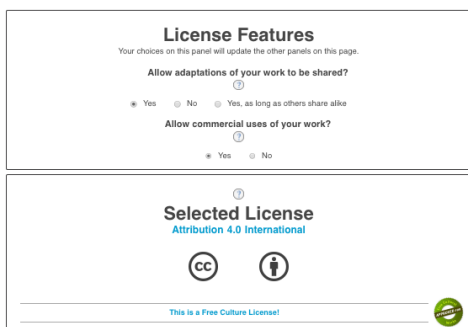 License Features
Your choices on this panel will update the other panels on this page.
Allow adaptations of your work to be shared?
?
Yes No Yes, as long as others share alike
Allow commercial uses of your work?
?
Yes No
?
Selected License
Attribution 4.0 International
cc
This is a Free Culture License!